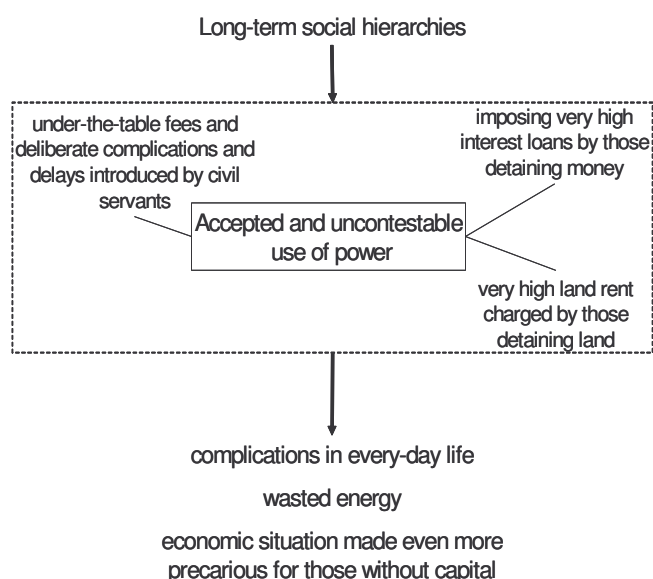 Long-term social hierarchies
under-the-table fees and
deliberate complications and
delays introduced by civil
servants
imposing very high
interest loans by those
detaining money
Accepted and uncontestable
use of power
very high land rent
charged by those
detaining land
complications in every-day life
wasted energy
economic situation made even more
precarious for those without capital